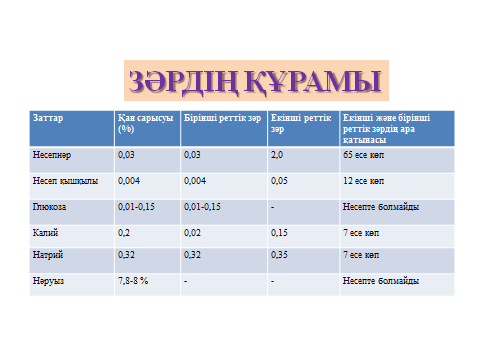 ЗӘРДІҢ ҚҰРАМЫ
Заттар Қан сарысуы (%) Бірінші реттік зәр Екінші реттік зәр Екінші және бірінші реттік зәрдің ара қатынасы
Несепнәр 0,03 0,03 2,0 65 есе көп
Несеп қышқылы 0,004 0,004 0,05 12 есе көп
Глюкоза 0,01-0,15 0,01-0,15 - Несепте болмайды
Калий 0,2 0,02 0,15 7 есе көп
Натрий 0,32 0,32 0,35 7 есе көп
Нәруыз 7,8-8 % - - Несепте болмайды